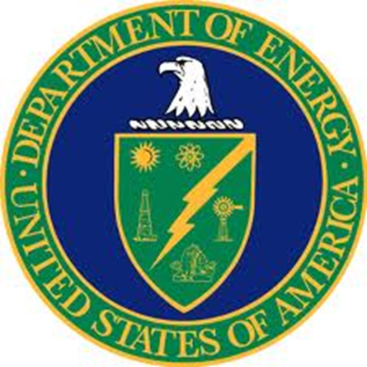 DEPARTMENT OF ENERGY
UNITED STATES OF AMERICA